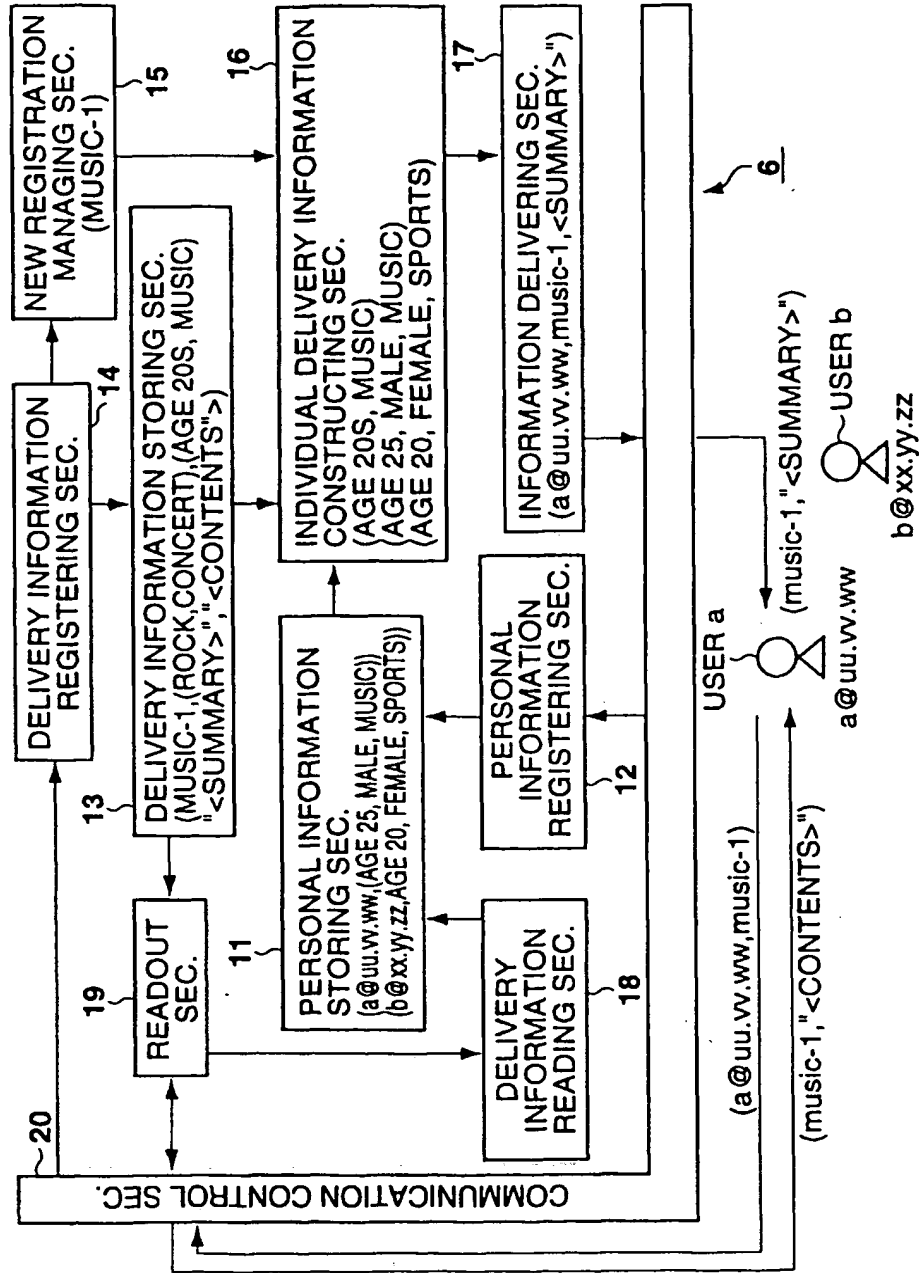 20
DELIVERY INFORMATION
REGISTERING SEC.
14
NEW REGISTRATION
MANAGING SEC.
(MUSIC-1)
15
13
DELIVERY INFORMATION STORING SEC.
(MUSIC-1,(ROCK,CONCERT),(AGE 20S, MUSIC)
"<SUMMARY>","<CONTENTS">)
16
INDIVIDUAL DELIVERY INFORMATION
CONSTRUCTING SEC.
(AGE 20S, MUSIC)
(AGE 25, MALE, MUSIC)
(AGE 20, FEMALE, SPORTS)
19
READOUT
SEC.
11
PERSONAL INFORMATION
STORING SEC.
(a@uu.vv.ww,(AGE 25, MALE, MUSIC))
(b@xx.yy.zz,AGE 20, FEMALE, SPORTS))
17
INFORMATION DELIVERING SEC.
(a@uu.vv.ww,music-1,<SUMMARY>")
DELIVERY
INFORMATION
READING SEC.
18
PERSONAL
INFORMATION
REGISTERING SEC.
12
COMMUNICATION CONTROL SEC.
6
(a@uu.vv.ww,music-1)
(music-1,"<CONTENTS>")
USER a
a@uu.vv.ww
(music-1,"<SUMMARY>")
USER b
b@xx.yy.zz